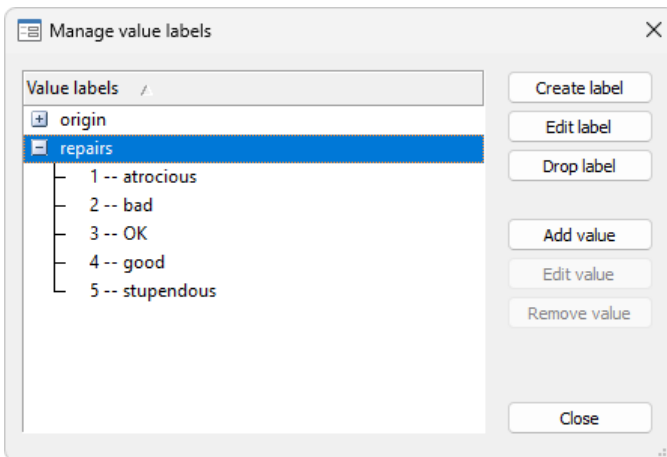 Manage value labels
Value labels
origin
repairs
1 -- atrocious
2 -- bad
3 -- OK
4 -- good
5 -- stupendous
Create label
Edit label
Drop label
Add value
Edit value
Remove value
Close